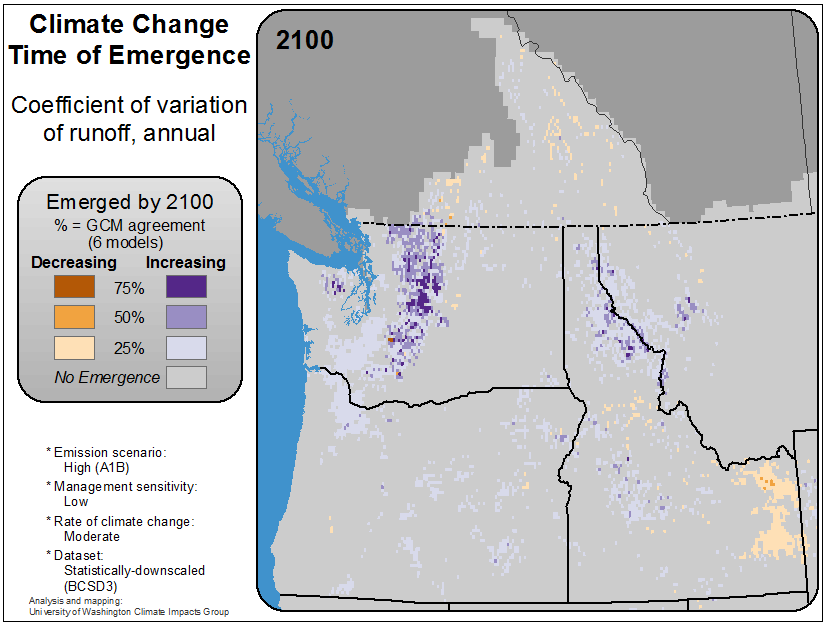 Climate Change
Time of Emergence
Coefficient of variation
of runoff, annual
2100
Emerged by 2100
% = GCM agreement
(6 models)
Decreasing Increasing
75%
50%
25%
No Emergence
* Emission scenario:
High (A1B)
* Management sensitivity:
Low
* Rate of climate change:
Moderate
* Dataset:
Statistically-downscaled
(BCSD3)
Analysis and mapping:
University of Washington Climate Impacts Group